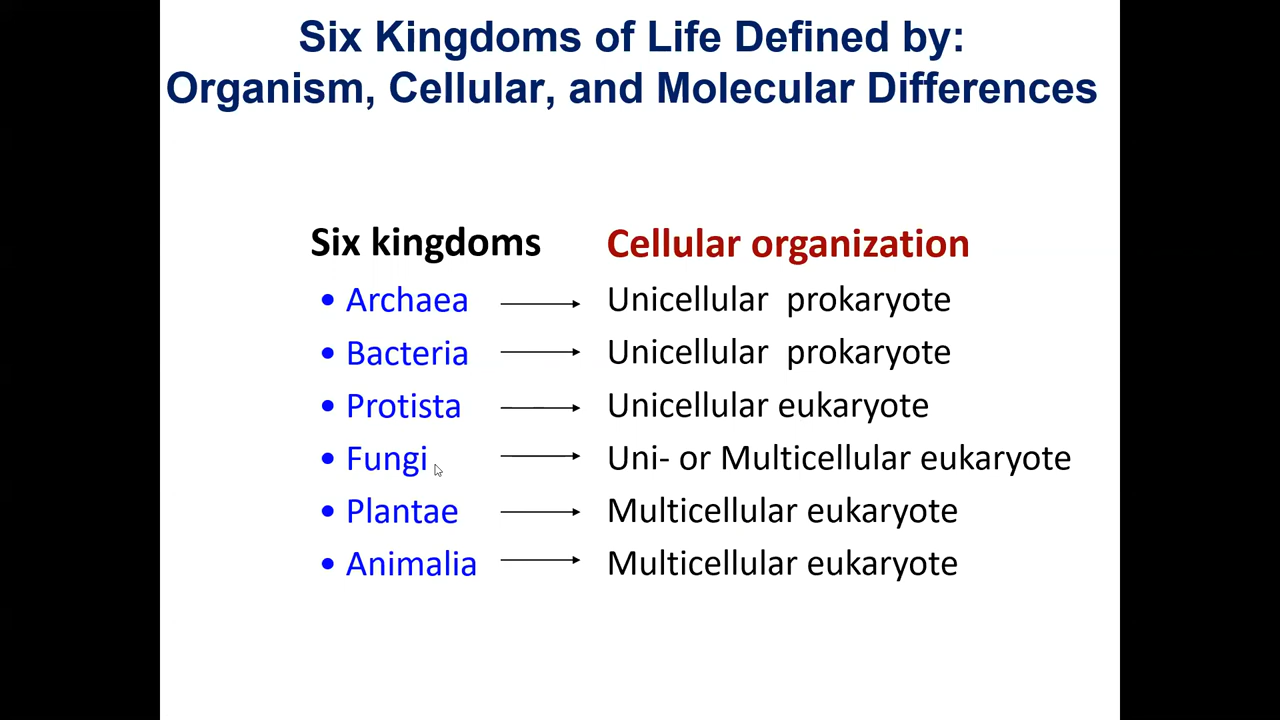 Six Kingdoms of Life Defined by:
Organism, Cellular, and Molecular Differences
Six kingdoms Cellular organization
• Archaea Unicellular prokaryote
• Bacteria Unicellular prokaryote
• Protista Unicellular eukaryote
• Fungi Uni- or Multicellular eukaryote
• Plantae Multicellular eukaryote
• Animalia Multicellular eukaryote